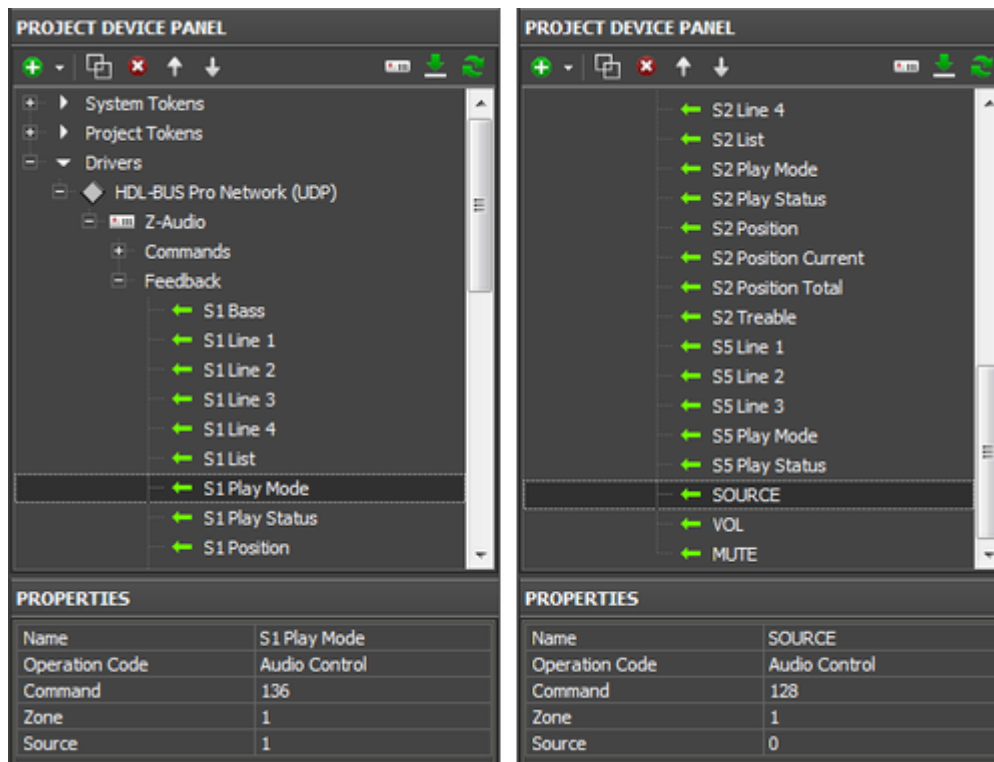 PROJECT DEVICE PANEL
System Tokens
Project Tokens
Drivers
HDL-BUS Pro Network (UDP)
Z-Audio
Commands
Feedback
S1 Bass
S1 Line 1
S1 Line 2
S1 Line 3
S1 Line 4
S1 List
S1 Play Mode
S1 Play Status
S1 Position
PROPERTIES
Name S1 Play Mode
Operation Code Audio Control
Command 136
Zone 1
Source 1
PROJECT DEVICE PANEL
S2 Line 4
S2 List
S2 Play Mode
S2 Play Status
S2 Position
S2 Position Current
S2 Position Total
S2 Treable
S5 Line 1
S5 Line 2
S5 Line 3
S5 Play Mode
S5 Play Status
SOURCE
VOL
MUTE
PROPERTIES
Name SOURCE
Operation Code Audio Control
Command 128
Zone 1
Source 0